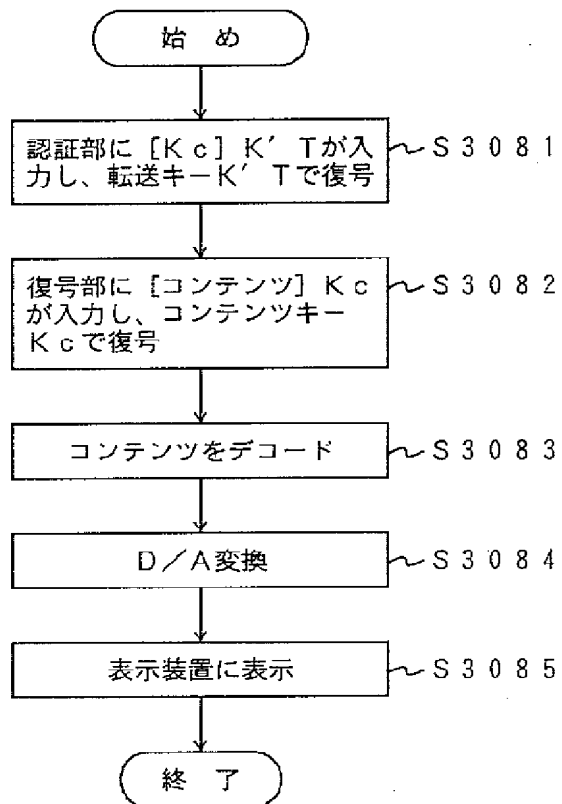 始 め
認証部に［Ｋｃ］Ｋ′Ｔが入 Ｓ３０８１
力し、転送キーＫ′Ｔで復号
復号部に［コンテンツ］Ｋｃ Ｓ３０８２
が入力し、コンテンツキー
Ｋｃで復号
コンテンツをデコード Ｓ３０８３
Ｄ／Ａ変換 Ｓ３０８４
表示装置に表示 Ｓ３０８５
終 了